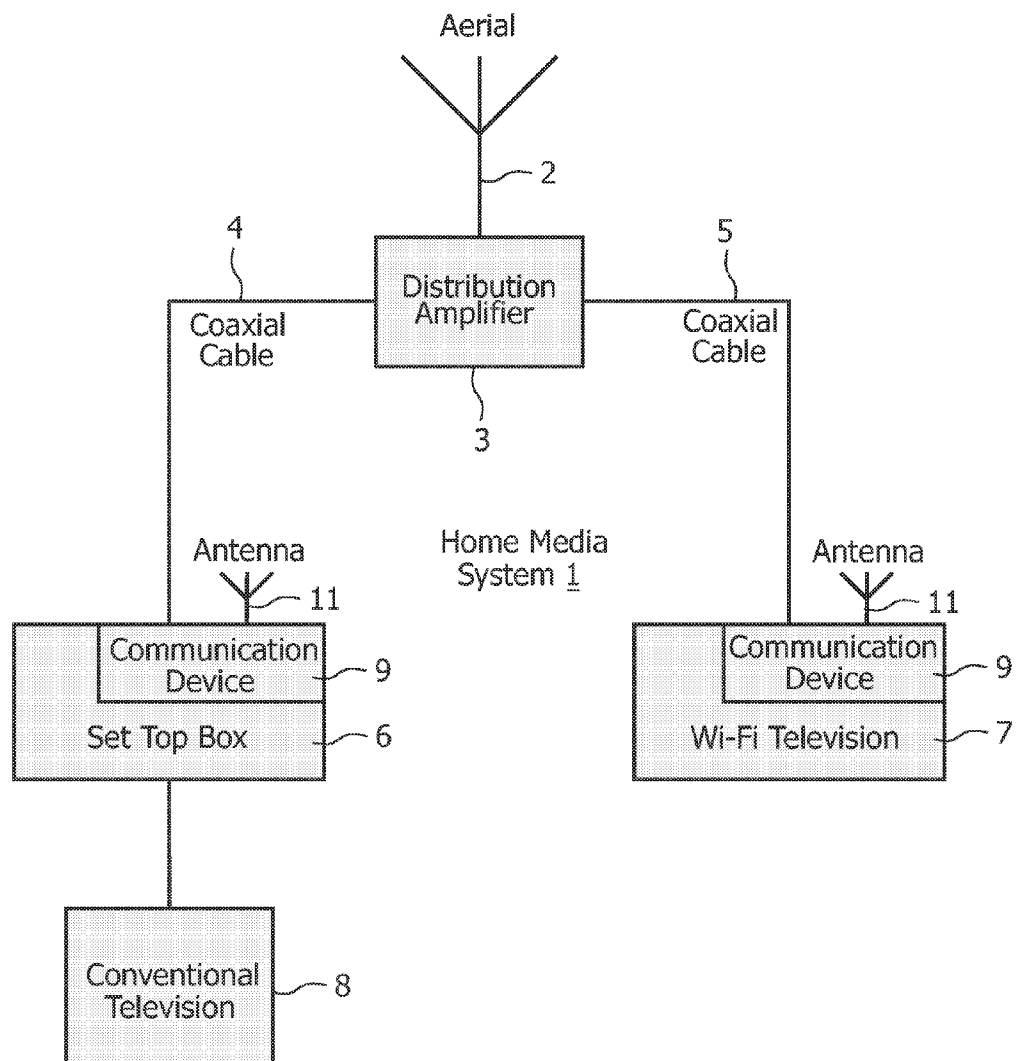 Aerial
2
4
5
Distribution
Amplifier
Coaxial
Cable
Coaxial
Cable
3
Home Media
System 1
Antenna
11
Antenna
11
Communication
Device
9
Set Top Box
6
Communication
Device
9
Wi-Fi Television
7
Conventional
Television
8